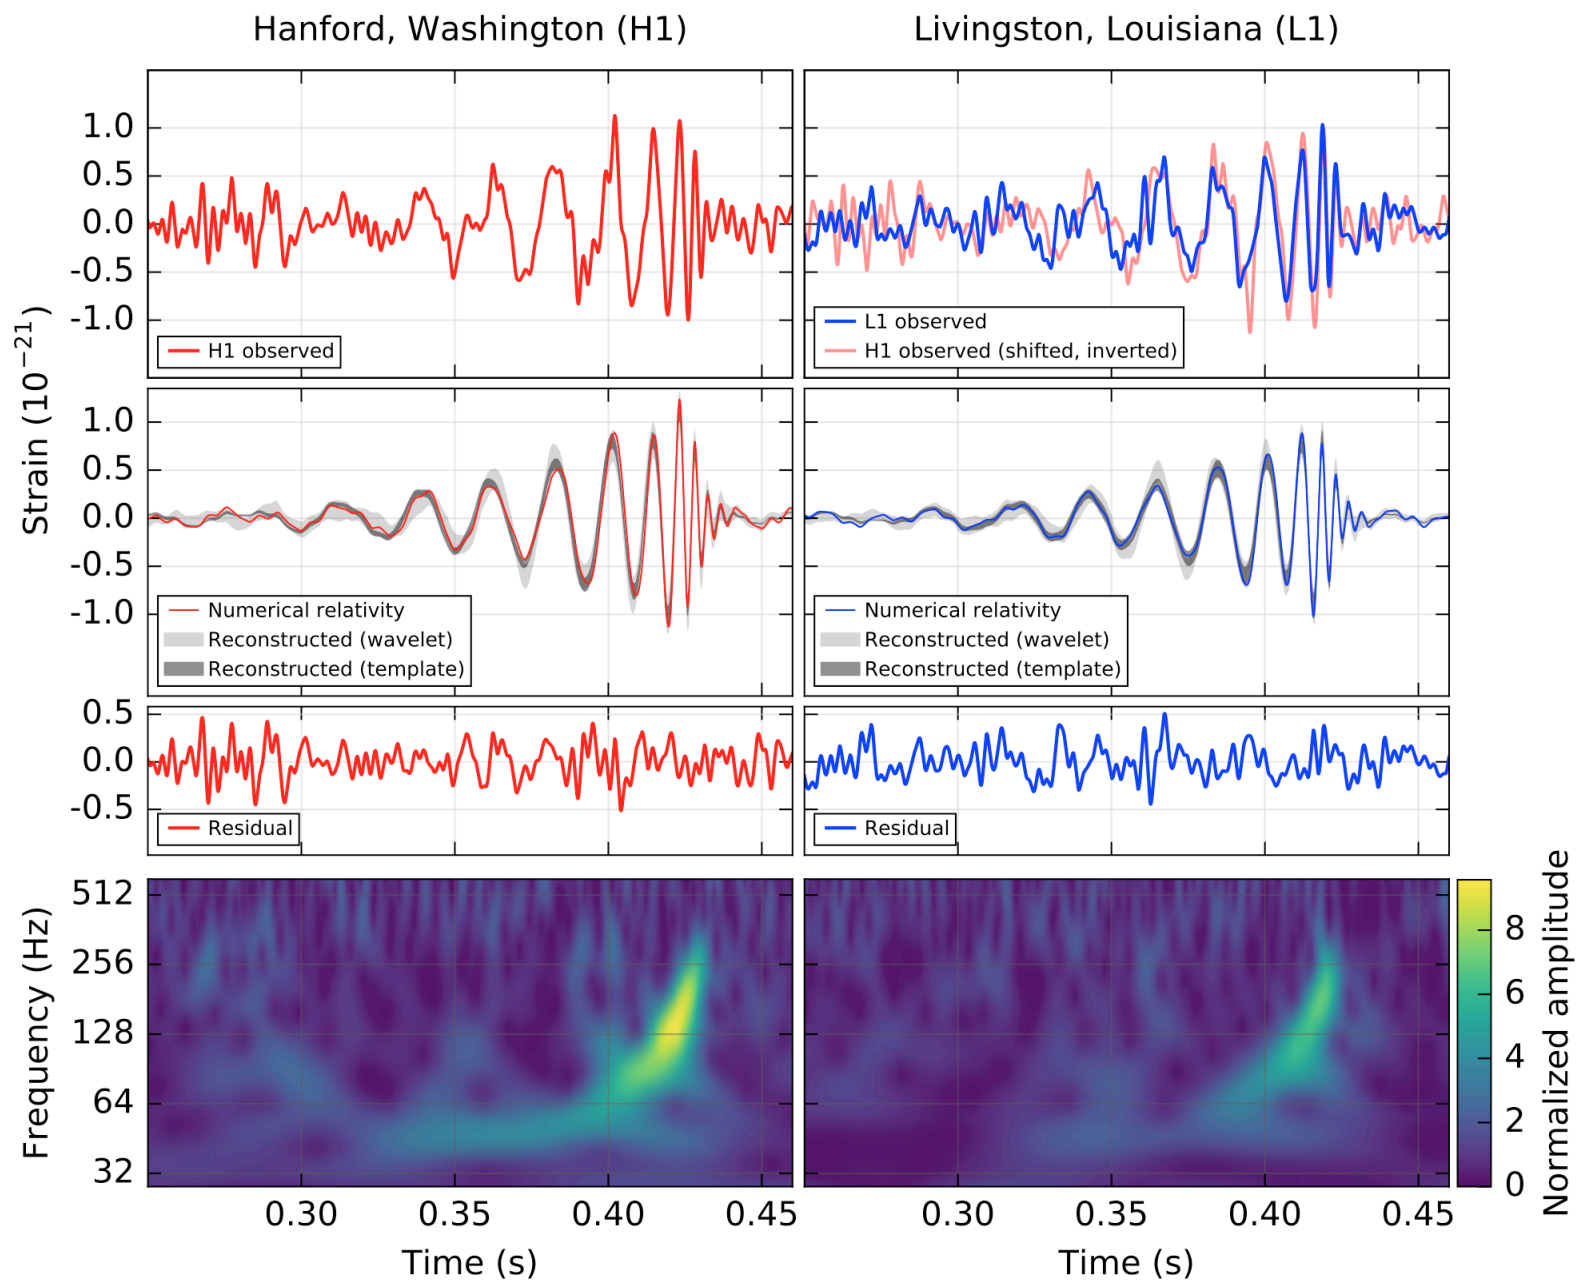 Hanford, Washington (H1)
Livingston, Louisiana (L1)
Strain (10⁻²¹)
1.0
0.5
0.0
-0.5
-1.0
H1 observed
L1 observed
H1 observed (shifted, inverted)
1.0
0.5
0.0
-0.5
-1.0
Numerical relativity
Reconstructed (wavelet)
Reconstructed (template)
Numerical relativity
Reconstructed (wavelet)
Reconstructed (template)
0.5
0.0
-0.5
Residual
Residual
Frequency (Hz)
512
256
128
64
32
Normalized amplitude
8
6
4
2
0
0.30 0.35 0.40 0.45
0.30 0.35 0.40 0.45
Time (s)
Time (s)